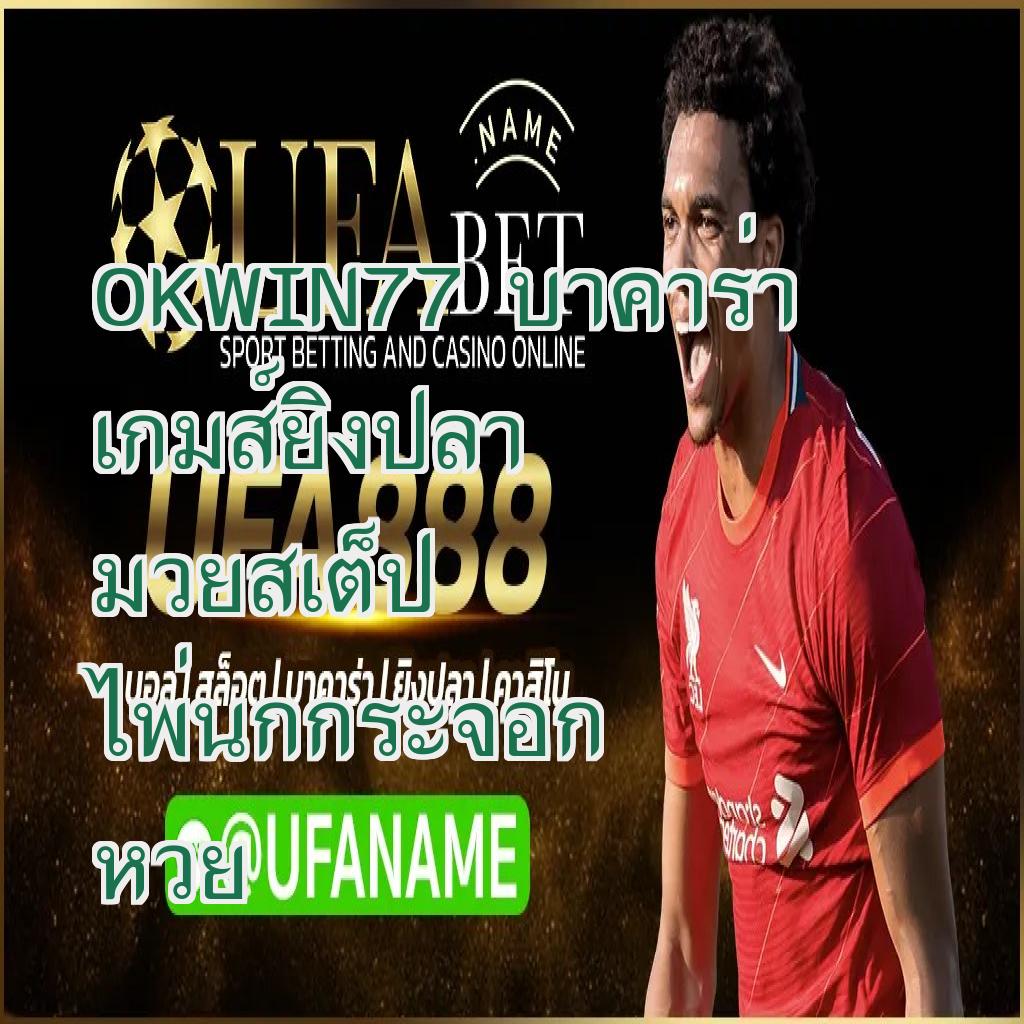 .NAME
UFABET
OKWIN77 บาคาร่า
SPORT BETTING AND CASINO ONLINE
เกมส์ยิงปลา
UFA888
มวยสเต็ป
บอล | สล็อต | บาคาร่า | ยิงปลา | คาสิโน
ไพ่นกกระจอก
หวย
@UFANAME